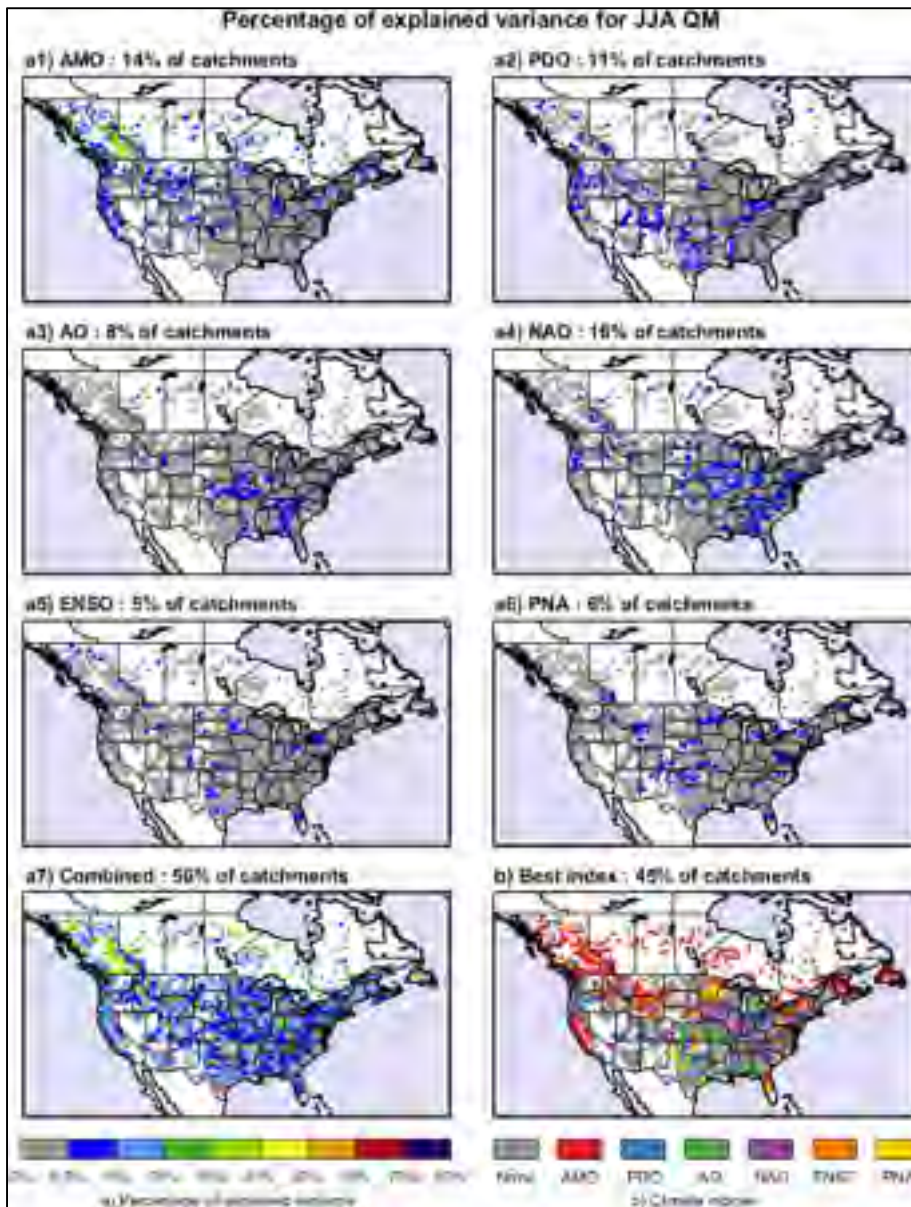 Percentage of explained variance for JJA QM
a1) AMO : 14% of catchments
a2) PDO : 11% of catchments
a3) AO : 8% of catchments
a4) NAO : 16% of catchments
a5) ENSO : 5% of catchments
a6) PNA : 6% of catchments
a7) Combined : 56% of catchments
b) Best index : 45% of catchments
None AMO PDO AO NAO ENSO PNA
a) Percentage of explained variance
b) Climate indices